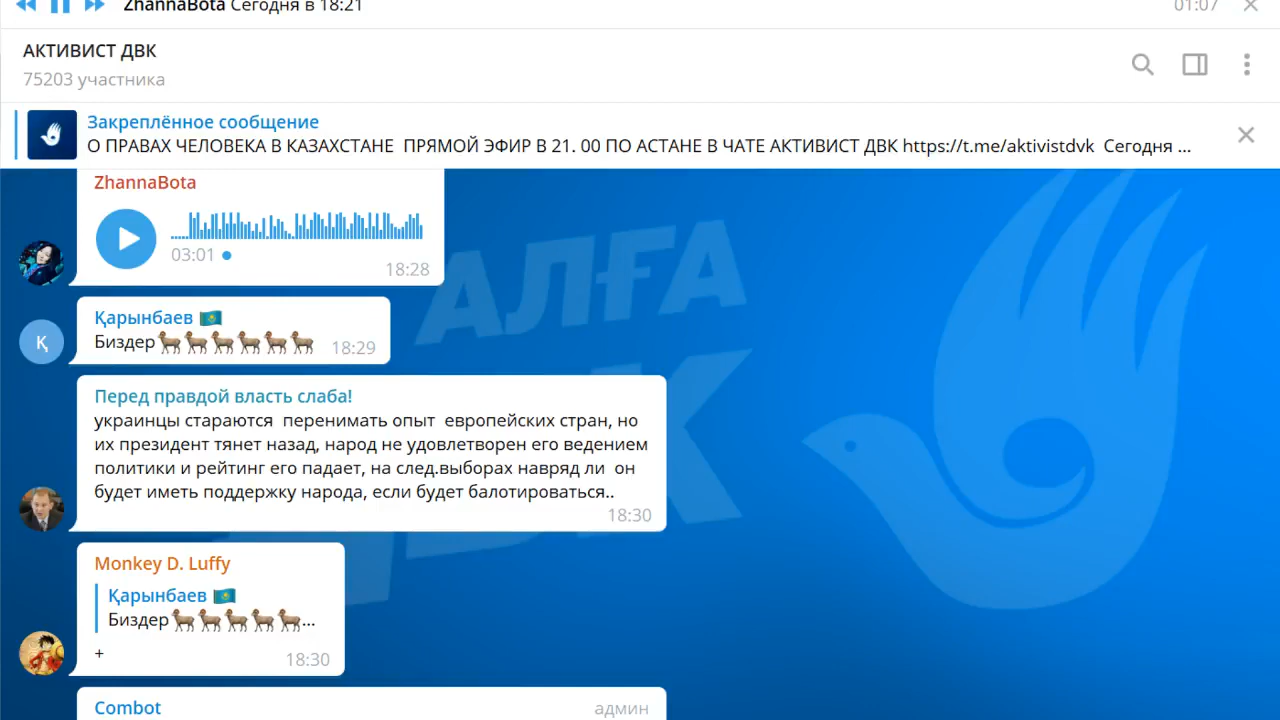 ZhannaBota Сегодня в 18:21
01:07
АКТИВИСТ ДВК
75203 участника
Закреплённое сообщение
О ПРАВАХ ЧЕЛОВЕКА В КАЗАХСТАНЕ ПРЯМОЙ ЭФИР В 21. 00 ПО АСТАНЕ В ЧАТЕ АКТИВИСТ ДВК https://t.me/aktivistdvk Сегодня ...
ZhannaBota
03:01
18:28
АЛҒА
ДВК
Қ
Қарынбаев
Биздер
18:29
Перед правдой власть слаба!
украинцы стараются перенимать опыт европейских стран, но
их президент тянет назад, народ не удовлетворен его ведением
политики и рейтинг его падает, на след.выборах навряд ли он
будет иметь поддержку народа, если будет балотироваться..
18:30
Monkey D. Luffy
Қарынбаев
Биздер...
+
18:30
Combot
админ